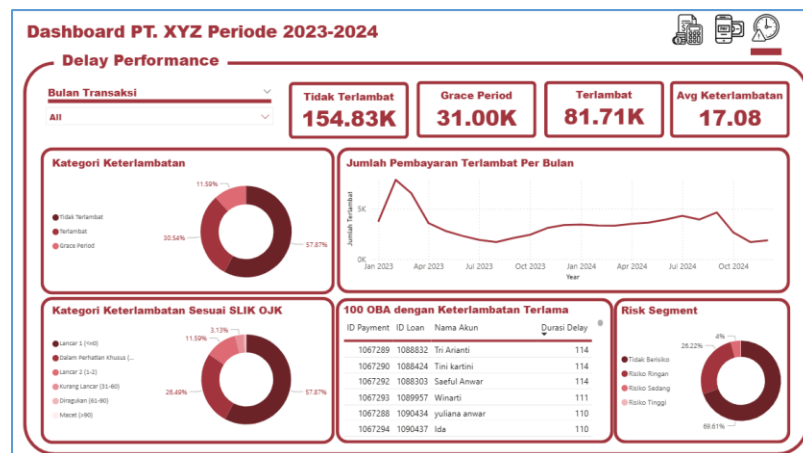 Dashboard PT. XYZ Periode 2023-2024
Delay Performance
Bulan Transaksi
All
Tidak Terlambat
154.83K
Grace Period
31.00K
Terlambat
81.71K
Avg Keterlambatan
17.08
Kategori Keterlambatan
Tidak Terlambat
Terlambat
Grace Period
11.59%
30.54%
57.87%
Jumlah Pembayaran Terlambat Per Bulan
Jumlah Terlambat
5K
0K
Jan 2023 Apr 2023 Jul 2023 Oct 2023 Jan 2024 Apr 2024 Jul 2024 Oct 2024
Year
Kategori Keterlambatan Sesuai SLIK OJK
Lancar 1 (<=0)
Dalam Perhatian Khusus (...
Lancar 2 (1-2)
Kurang Lancar (31-60)
Diragukan (61-90)
Macet (>90)
3.13%
11.59%
26.49%
57.87%
100 OBA dengan Keterlambatan Terlama
ID Payment ID Loan Nama Akun Durasi Delay
1067289 1088832 Tri Arianti 114
1067290 1088424 Tini kartini 114
1067292 1088303 Saeful Anwar 114
1067293 1089957 Winarti 111
1067288 1090434 yuliana anwar 110
1067294 1090437 Ida 110
Risk Segment
Tidak Berisiko
Risiko Ringan
Risiko Sedang
Risiko Tinggi
4%
26.22%
69.61%